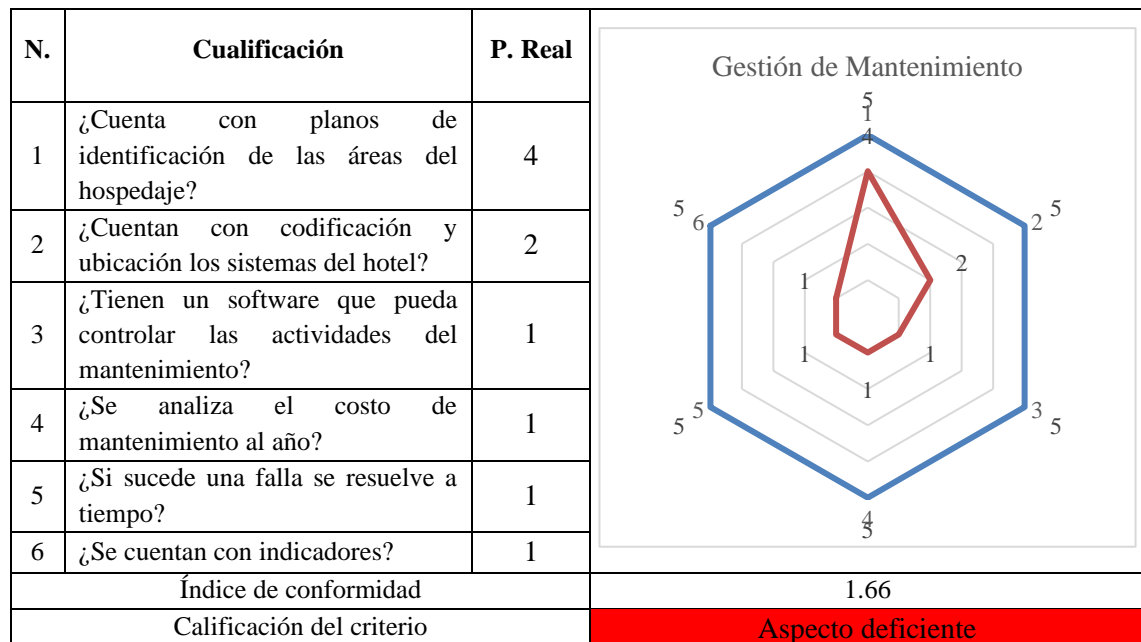 N. Cualificación P. Real
1 ¿Cuenta con planos de
identificación de las áreas del
hospedaje?
4
2 ¿Cuentan con codificación y
ubicación los sistemas del hotel?
2
3 ¿Tienen un software que pueda
controlar las actividades del
mantenimiento?
1
4 ¿Se analiza el costo de
mantenimiento al año?
1
5 ¿Si sucede una falla se resuelve a
tiempo?
1
6 ¿Se cuentan con indicadores?
1
Gestión de Mantenimiento
5
1
4
5 6
2 5
2
1
1
1
1
5 5
3 5
4
5
Índice de conformidad 1.66
Calificación del criterio Aspecto deficiente